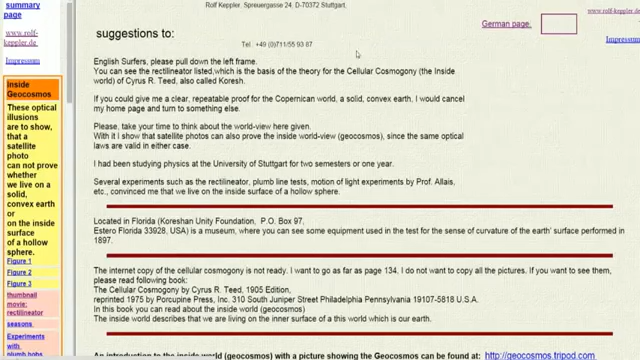 summary
page
www.rolf-
keppler.de
Impressum
Inside
Geocosmos
These optical
illusions
are to show,
that a
satellite
photo
can not prove
whether
we live on a
solid,
convex earth
or
on the inside
surface
of a hollow
sphere.
Figure 1
Figure 2
Figure 3
thumbnail
movie:
rectilineator
seasons
Experiments
with
plumb bobs
Rolf Keppler, Spreuergasse 24, D-70372 Stuttgart,
suggestions to:
Tel.: +49 (0)711/55 93 87
German page:
www.rolf-keppler.de
Impressum
English Surfers, please pull down the left frame.
You can see the rectilineator listed,which is the basis of the theory for the Cellular Cosmogony (the Inside
world) of Cyrus R. Teed, also called Koresh.
If you could give me a clear, repeatable proof for the Copernican world, a solid, convex earth, I would cancel
my home page and turn to something else.
Please, take your time to think about the world-view here given.
With it I show that satellite photos can also prove the inside world-view (geocosmos), since the same optical
laws are valid in either case.
I had been studying physics at the University of Stuttgart for two semesters or one year.
Several experiments such as the rectilineator, plumb line tests, motion of light experiments by Prof. Allais,
etc., convinced me that we live on the inside surface of a hollow sphere.
Located in Florida (Koreshan Unity Foundation, P.O. Box 97,
Estero Florida 33928, USA) is a museum, where you can see some equipment used in the test for the sense of curvature of the earth'surface performed in
1897.
The internet copy of the cellular cosmogony is not ready. I want to go as far as page 134. I do not want to copy all the pictures. If you want to see them,
please read following book:
The Cellular Cosmogony by Cyrus R. Teed, 1905 Edition,
reprinted 1975 by Porcupine Press, Inc. 310 South Juniper Street Philadelphia Pennsylvania 19107-5818 U.S.A.
In this book you can read about the inside world (geocosmos)
The inside world describes that we are living on the inner surface of a this world which is our earth.
An introduction to the inside world (geocosmos) with a picture showing the Geocosmos can be found at: http://geocosmos.tripod.com